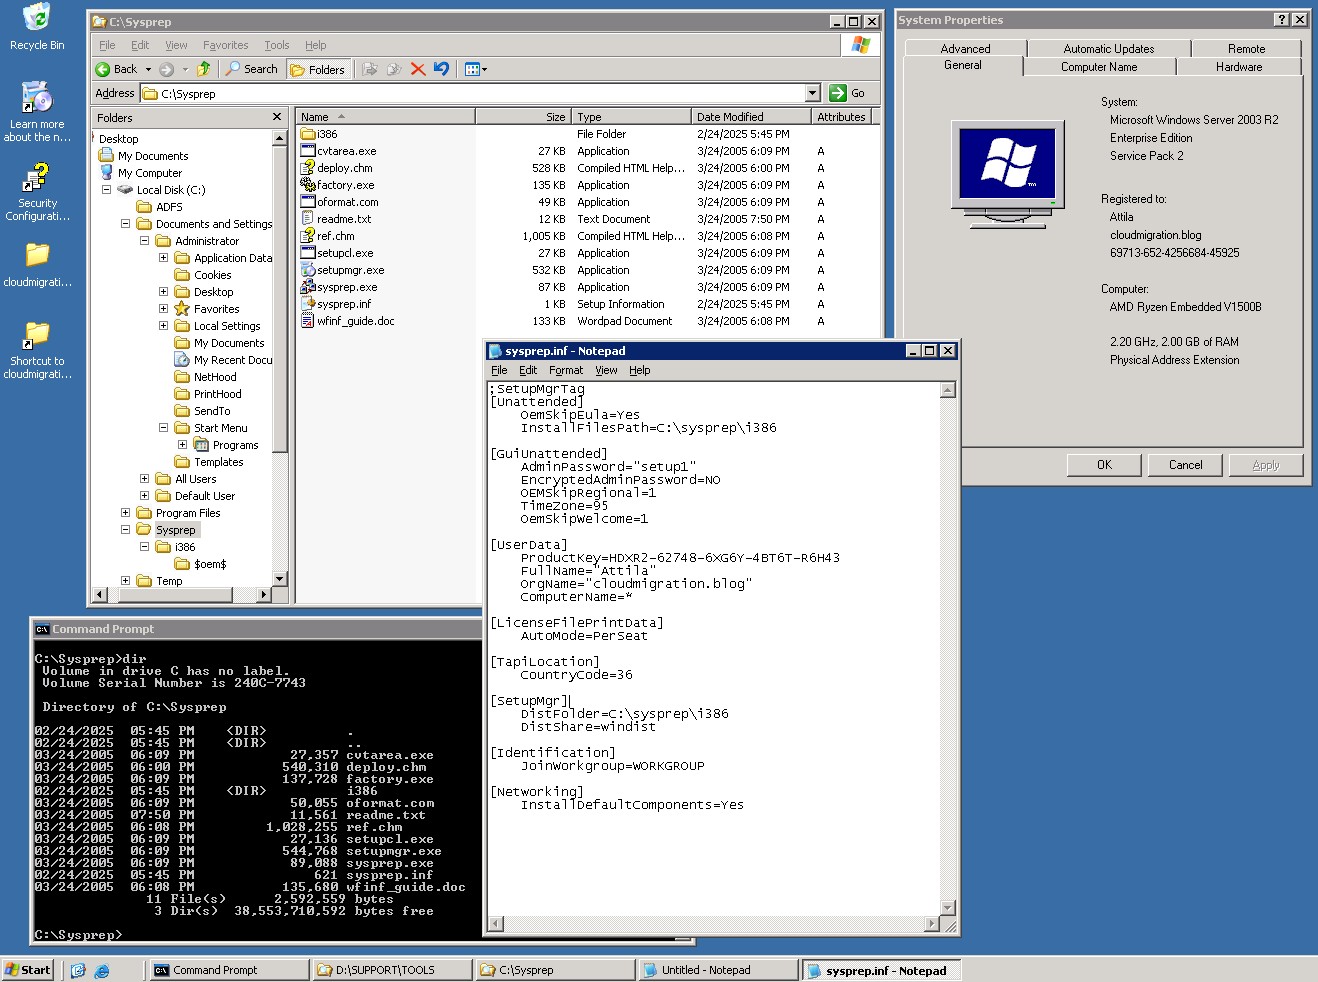 Recycle Bin
Learn more
about the n...
Security
Configurati...
cloudmigrati...
Shortcut to
cloudmigrati...
C:\Sysprep
File Edit View Favorites Tools Help
Back Search Folders
Address C:\Sysprep Go
Folders
Desktop
My Documents
My Computer
Local Disk (C:)
ADFS
Documents and Settings
Administrator
Application Data
Cookies
Desktop
Favorites
Local Settings
My Documents
My Recent Docu
NetHood
PrintHood
SendTo
Start Menu
Programs
Templates
All Users
Default User
Program Files
Sysprep
i386
$oem$
Temp
Name Size Type Date Modified Attributes
i386 File Folder 2/24/2025 5:45 PM
cvtarea.exe 27 KB Application 3/24/2005 6:09 PM A
deploy.chm 528 KB Compiled HTML Help... 3/24/2005 6:00 PM A
factory.exe 135 KB Application 3/24/2005 6:09 PM A
oformat.com 49 KB Application 3/24/2005 6:09 PM A
readme.txt 12 KB Text Document 3/24/2005 7:50 PM A
ref.chm 1,005 KB Compiled HTML Help... 3/24/2005 6:08 PM A
setupcl.exe 27 KB Application 3/24/2005 6:09 PM A
setupmgr.exe 532 KB Application 3/24/2005 6:09 PM A
sysprep.exe 87 KB Application 3/24/2005 6:09 PM A
sysprep.inf 1 KB Setup Information 2/24/2025 5:45 PM A
wfinf_guide.doc 133 KB Wordpad Document 3/24/2005 6:08 PM A
System Properties
Advanced Automatic Updates Remote
General Computer Name Hardware
System:
Microsoft Windows Server 2003 R2
Enterprise Edition
Service Pack 2
Registered to:
Attila
cloudmigration.blog
69713-652-4256684-45925
Computer:
AMD Ryzen Embedded V1500B
2.20 GHz, 2.00 GB of RAM
Physical Address Extension
OK Cancel Apply
sysprep.inf - Notepad
File Edit Format View Help
;SetupMgrTag
[Unattended]
OemSkipEula=Yes
InstallFilesPath=C:\sysprep\i386
[GuiUnattended]
AdminPassword="setup1"
EncryptedAdminPassword=NO
OEMSkipRegional=1
TimeZone=95
OemSkipWelcome=1
[UserData]
ProductKey=HDXR2-62748-6XG6Y-4BT6T-R6H43
FullName="Attila"
OrgName="cloudmigration.blog"
ComputerName=*
[LicenseFilePrintData]
AutoMode=PerSeat
[TapiLocation]
CountryCode=36
[SetupMgr]
DistFolder=C:\sysprep\i386
DistShare=windist
[Identification]
JoinWorkgroup=WORKGROUP
[Networking]
InstallDefaultComponents=Yes
Command Prompt
C:\Sysprep>dir
Volume in drive C has no label.
Volume Serial Number is 240C-7743
Directory of C:\Sysprep
02/24/2025 05:45 PM <DIR> .
02/24/2025 05:45 PM <DIR> ..
03/24/2005 06:09 PM 27,357 cvtarea.exe
03/24/2005 06:00 PM 540,310 deploy.chm
03/24/2005 06:09 PM 137,728 factory.exe
02/24/2025 05:45 PM <DIR> i386
03/24/2005 06:09 PM 50,055 oformat.com
03/24/2005 07:50 PM 11,561 readme.txt
03/24/2005 06:08 PM 1,028,255 ref.chm
03/24/2005 06:09 PM 27,136 setupcl.exe
03/24/2005 06:09 PM 544,768 setupmgr.exe
03/24/2005 06:09 PM 89,088 sysprep.exe
02/24/2025 05:45 PM 621 sysprep.inf
03/24/2005 06:08 PM 135,680 wfinf_guide.doc
11 File(s) 2,592,559 bytes
3 Dir(s) 38,553,710,592 bytes free
C:\Sysprep>
Start Command Prompt D:\SUPPORT\TOOLS C:\Sysprep Untitled - Notepad sysprep.inf - Notepad